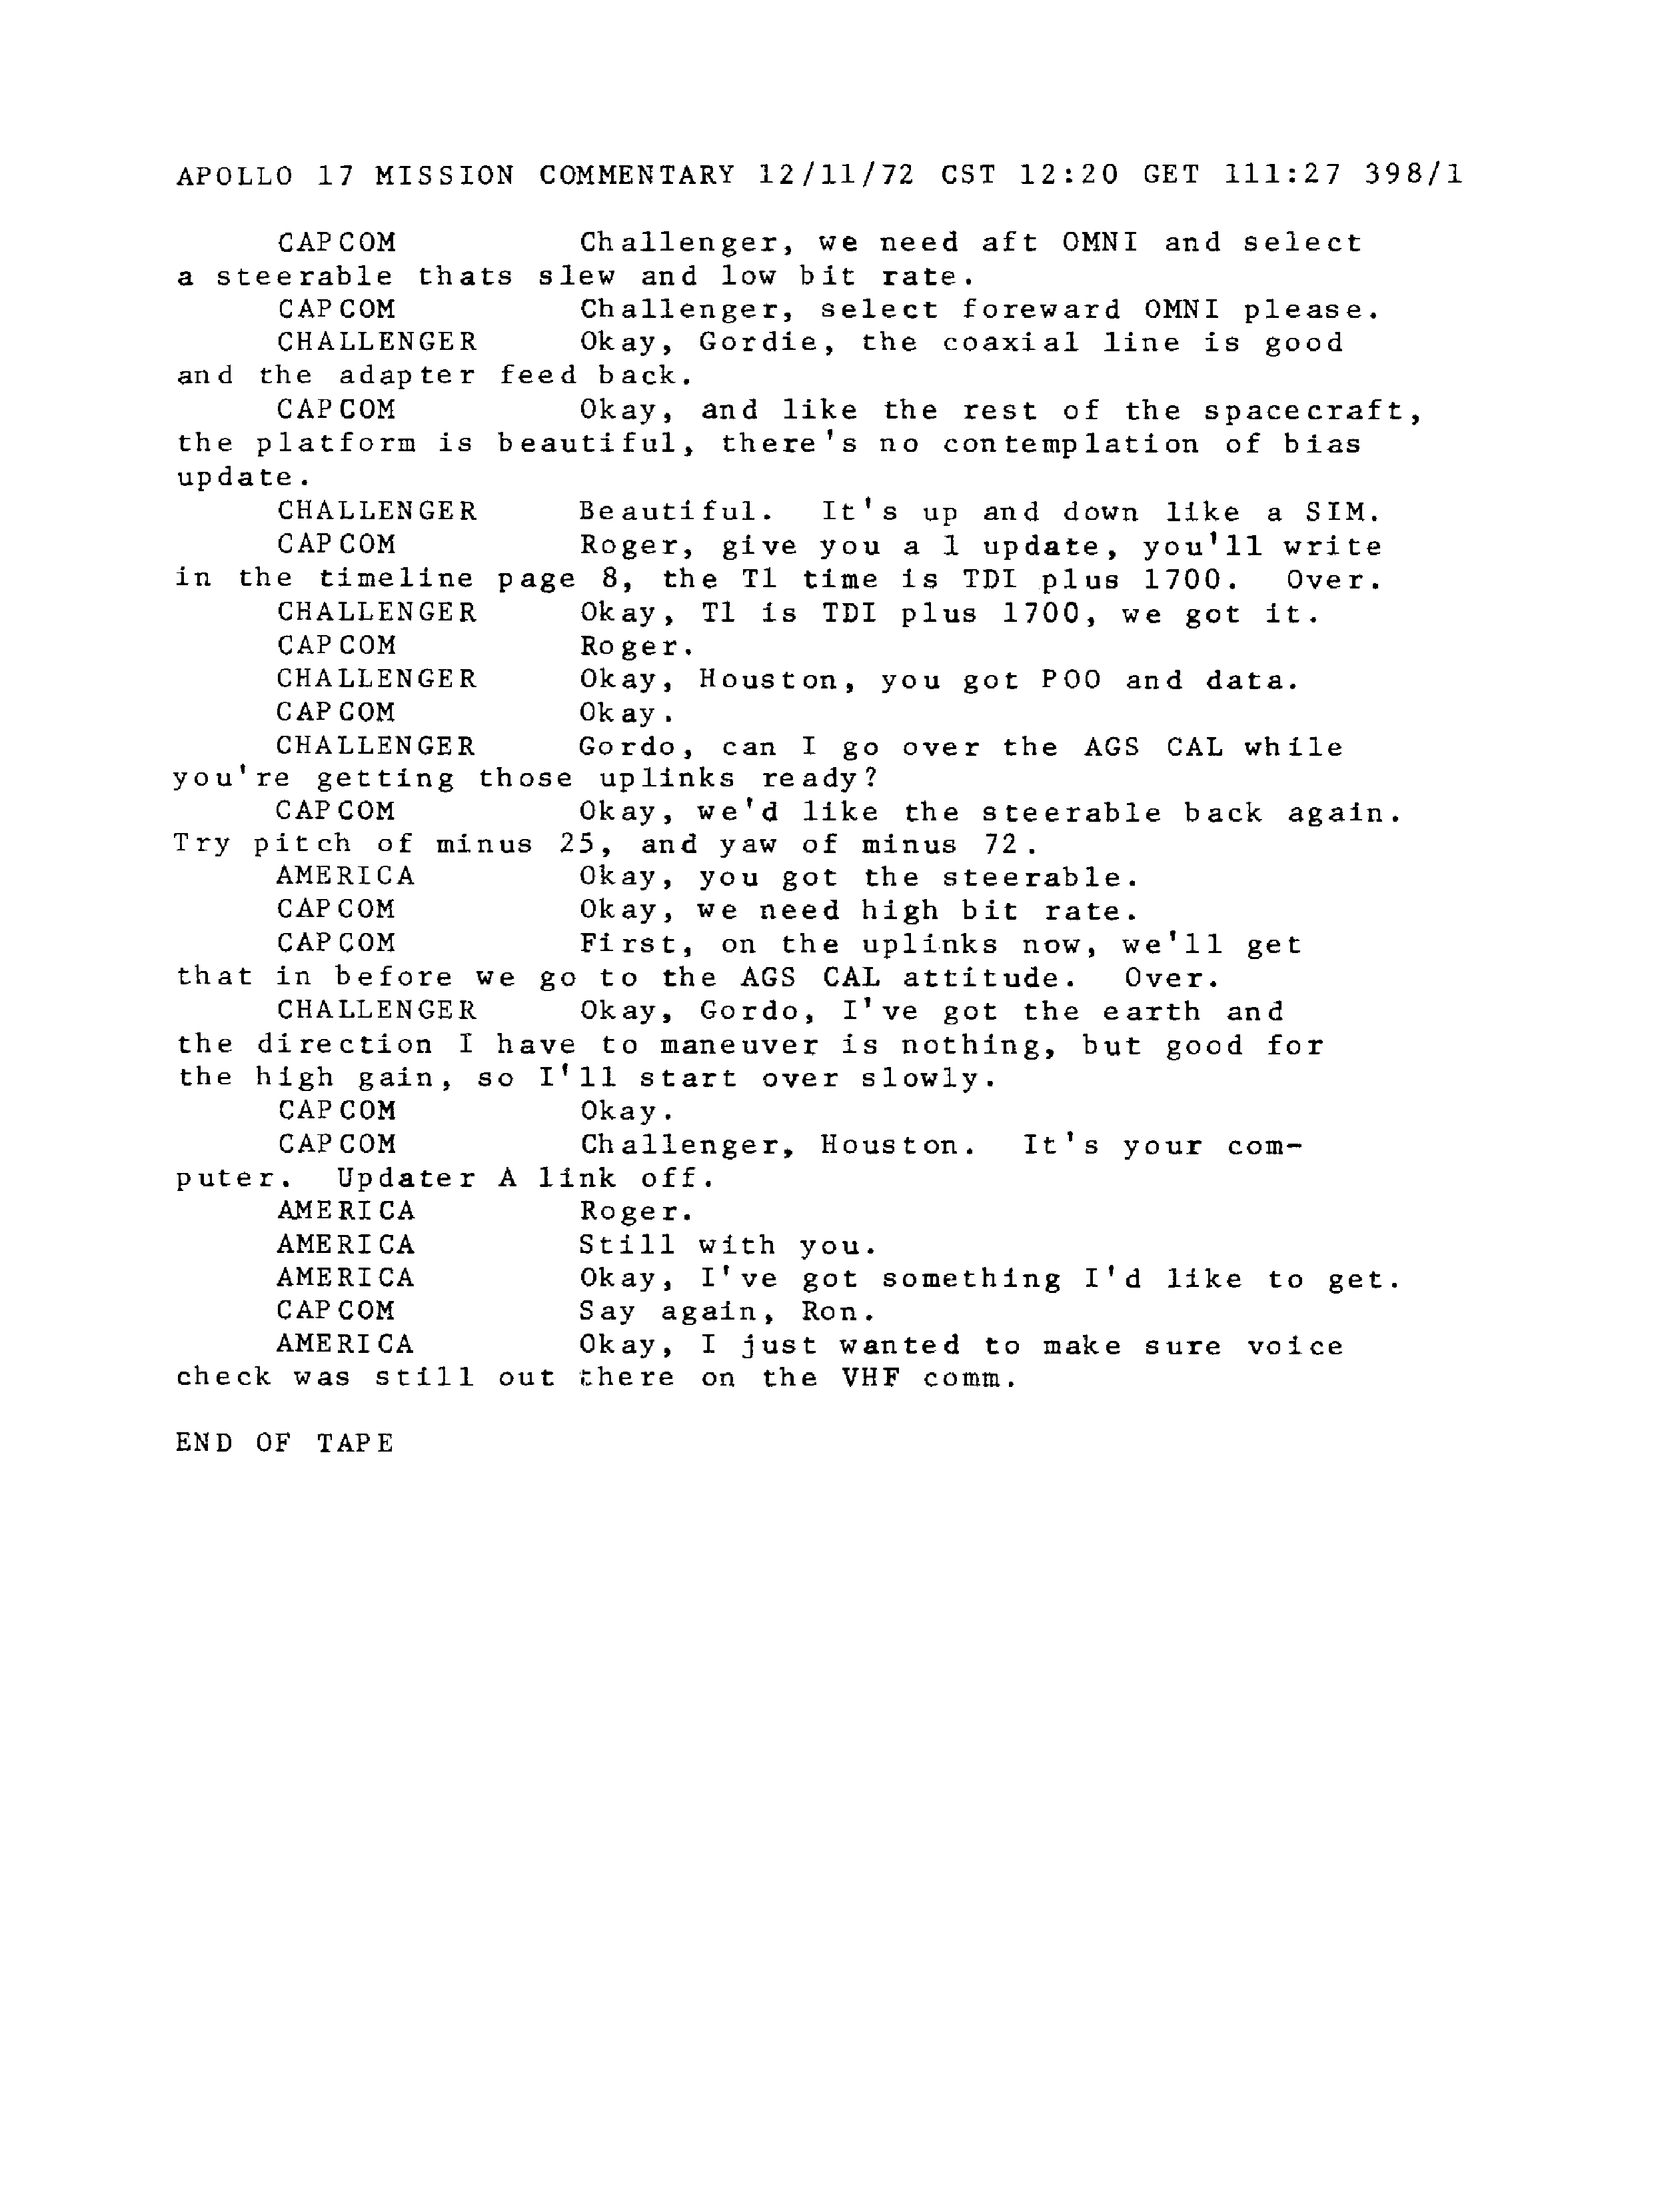 APOLLO 17 MISSION COMMENTARY 12/11/72 CST 12:20 GET 111:27 398/1
CAPCOM Challenger, we need aft OMNI and select
a steerable thats slew and low bit rate.
CAPCOM Challenger, select foreward OMNI please.
CHALLENGER Okay, Gordie, the coaxial line is good
and the adapter feed back.
CAPCOM Okay, and like the rest of the spacecraft,
the platform is beautiful, there's no contemplation of bias
update.
CHALLENGER Beautiful. It's up and down like a SIM.
CAPCOM Roger, give you a 1 update, you'll write
in the timeline page 8, the T1 time is TDI plus 1700. Over.
CHALLENGER Okay, T1 is TDI plus 1700, we got it.
CAPCOM Roger.
CHALLENGER Okay, Houston, you got POO and data.
CAPCOM Okay.
CHALLENGER Gordo, can I go over the AGS CAL while
you're getting those uplinks ready?
CAPCOM Okay, we'd like the steerable back again.
Try pitch of minus 25, and yaw of minus 72.
AMERICA Okay, you got the steerable.
CAPCOM Okay, we need high bit rate.
CAPCOM First, on the uplinks now, we'll get
that in before we go to the AGS CAL attitude. Over.
CHALLENGER Okay, Gordo, I've got the earth and
the direction I have to maneuver is nothing, but good for
the high gain, so I'll start over slowly.
CAPCOM Okay.
CAPCOM Challenger, Houston. It's your com-
puter. Updater A link off.
AMERICA Roger.
AMERICA Still with you.
AMERICA Okay, I've got something I'd like to get.
CAPCOM Say again, Ron.
AMERICA Okay, I just wanted to make sure voice
check was still out there on the VHF comm.
END OF TAPE